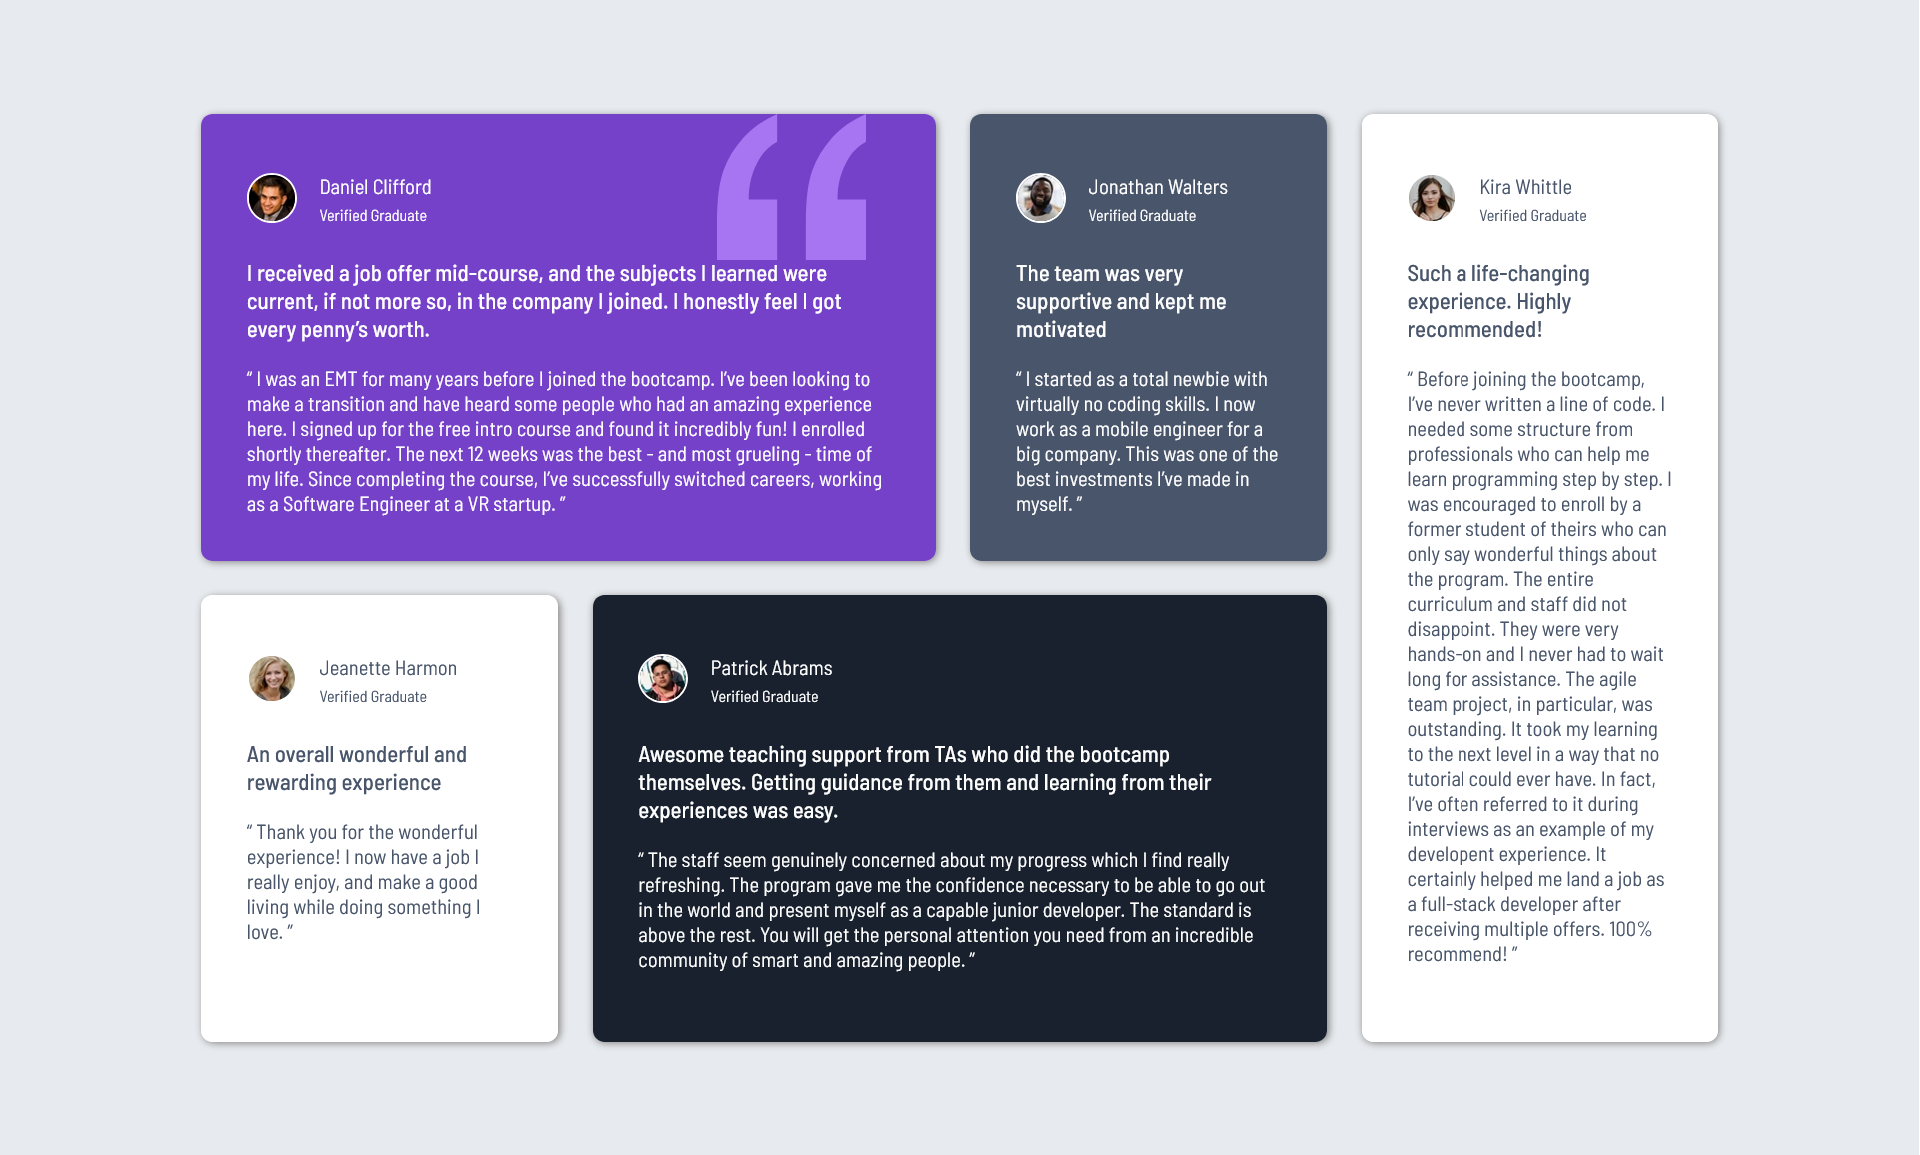 Daniel Clifford
Verified Graduate
I received a job offer mid-course, and the subjects I learned were
current, if not more so, in the company I joined. I honestly feel I got
every penny’s worth.
“ I was an EMT for many years before I joined the bootcamp. I’ve been looking to
make a transition and have heard some people who had an amazing experience
here. I signed up for the free intro course and found it incredibly fun! I enrolled
shortly thereafter. The next 12 weeks was the best - and most grueling - time of
my life. Since completing the course, I’ve successfully switched careers, working
as a Software Engineer at a VR startup. ”
Jonathan Walters
Verified Graduate
The team was very
supportive and kept me
motivated
“ I started as a total newbie with
virtually no coding skills. I now
work as a mobile engineer for a
big company. This was one of the
best investments I’ve made in
myself. ”
Kira Whittle
Verified Graduate
Such a life-changing
experience. Highly
recommended!
“ Before joining the bootcamp,
I’ve never written a line of code. I
needed some structure from
professionals who can help me
learn programming step by step. I
was encouraged to enroll by a
former student of theirs who can
only say wonderful things about
the program. The entire
curriculum and staff did not
disappoint. They were very
hands-on and I never had to wait
long for assistance. The agile
team project, in particular, was
outstanding. It took my learning
to the next level in a way that no
tutorial could ever have. In fact,
I’ve often referred to it during
interviews as an example of my
developent experience. It
certainly helped me land a job as
a full-stack developer after
receiving multiple offers. 100%
recommend! ”
Jeanette Harmon
Verified Graduate
An overall wonderful and
rewarding experience
“ Thank you for the wonderful
experience! I now have a job I
really enjoy, and make a good
living while doing something I
love. ”
Patrick Abrams
Verified Graduate
Awesome teaching support from TAs who did the bootcamp
themselves. Getting guidance from them and learning from their
experiences was easy.
“ The staff seem genuinely concerned about my progress which I find really
refreshing. The program gave me the confidence necessary to be able to go out
in the world and present myself as a capable junior developer. The standard is
above the rest. You will get the personal attention you need from an incredible
community of smart and amazing people. ”